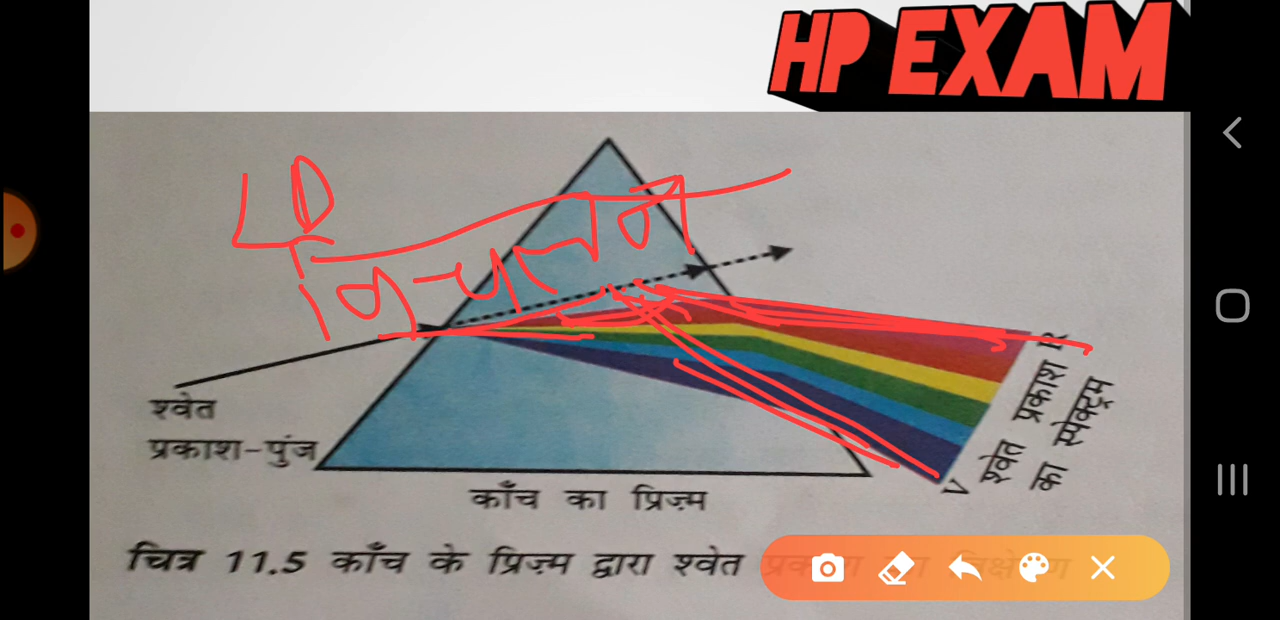 HP EXAM
विचलन
श्वेत
प्रकाश-पुंज
R
V
श्वेत प्रकाश
का स्पेक्ट्रम
काँच का प्रिज़्म
चित्र 11.5 काँच के प्रिज़्म द्वारा श्वेत